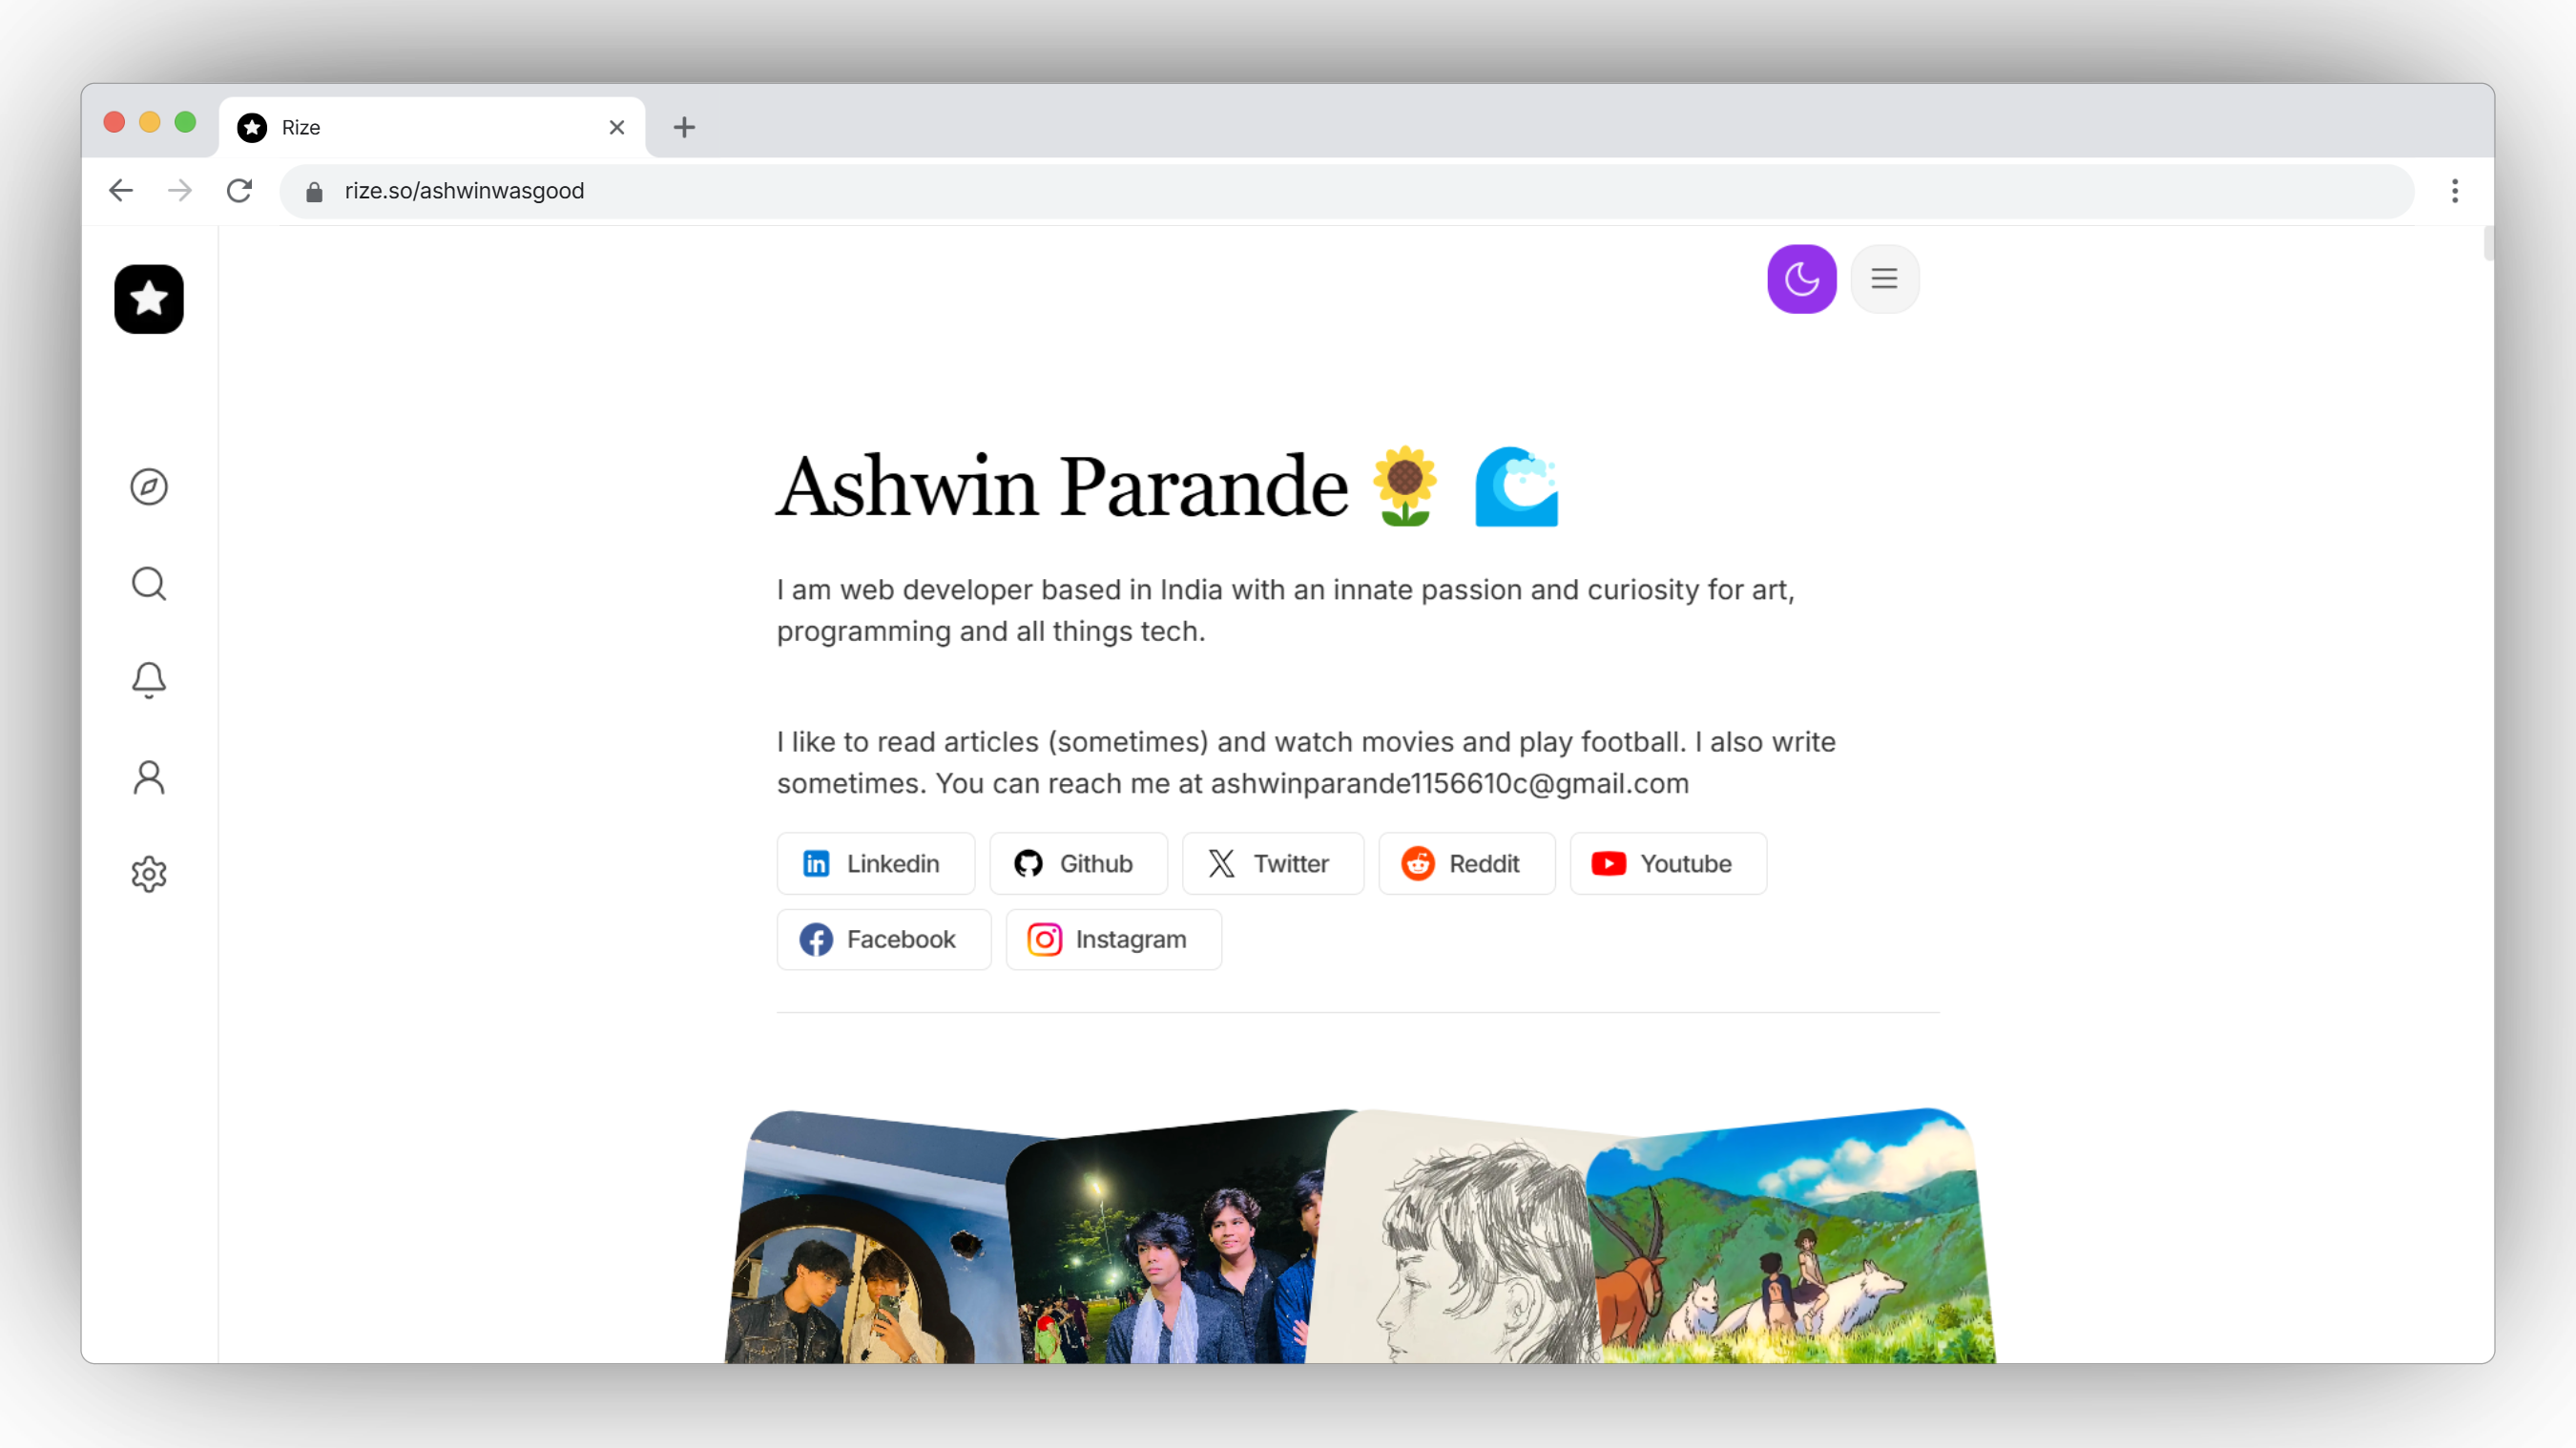 Rize
rize.so/ashwinwasgood
Ashwin Parande 🌻 🌊
I am web developer based in India with an innate passion and curiosity for art,
programming and all things tech.
I like to read articles (sometimes) and watch movies and play football. I also write
sometimes. You can reach me at ashwinparande1156610c@gmail.com
Linkedin Github Twitter Reddit Youtube
Facebook Instagram